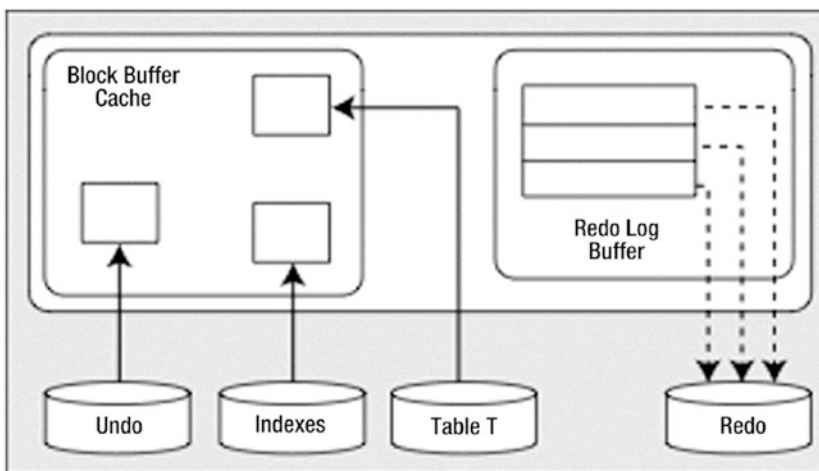 Block Buffer
Cache
Redo Log
Buffer
Undo
Indexes
Table T
Redo